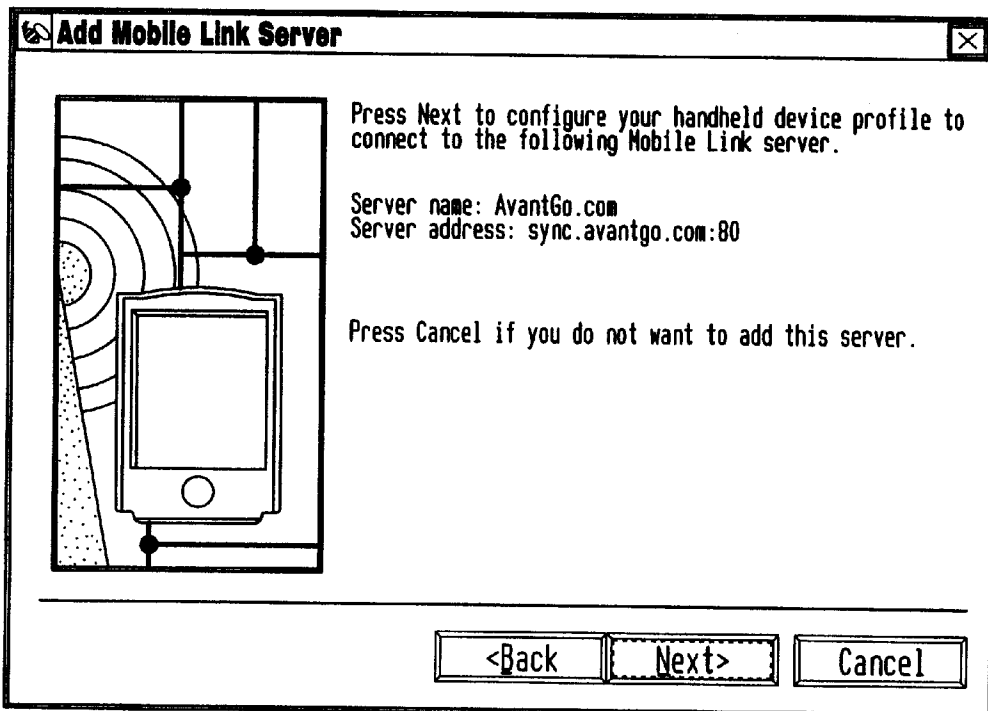 Add Mobile Link Server
Press Next to configure your handheld device profile to
connect to the following Mobile Link server.
Server name: AvantGo.com
Server address: sync.avantgo.com:80
Press Cancel if you do not want to add this server.
<Back
Next>
Cancel